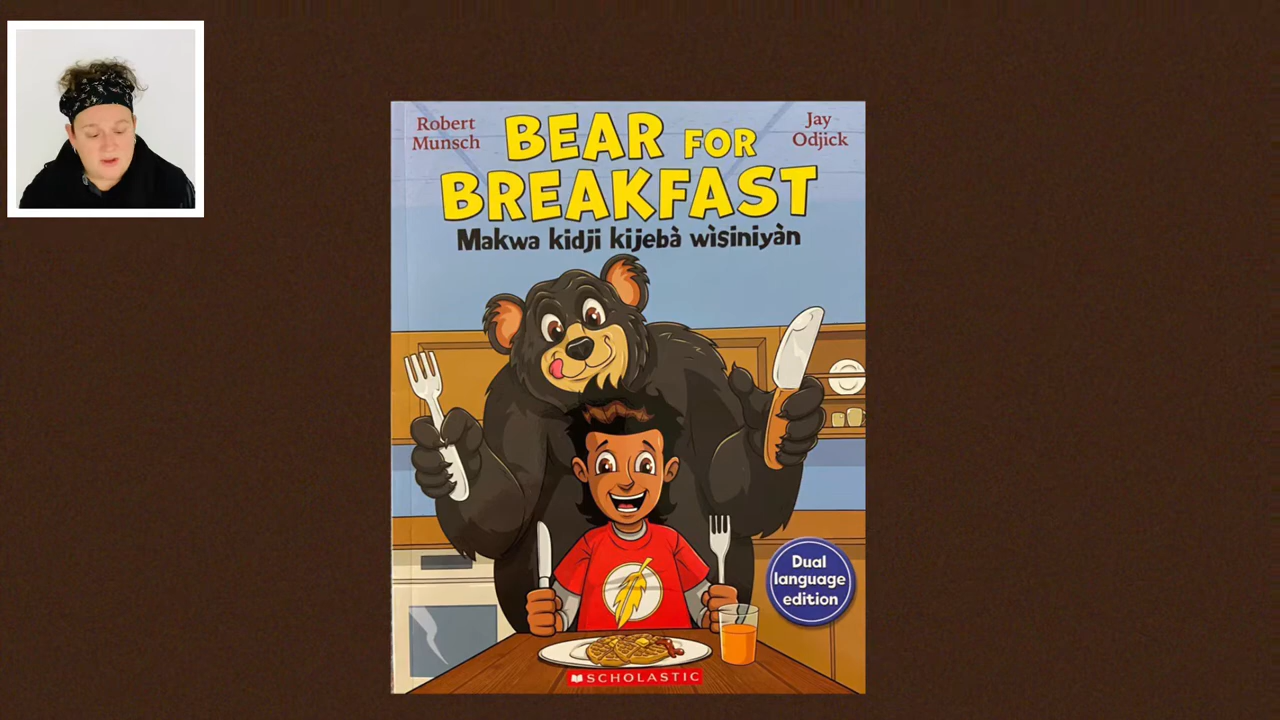 Robert
Munsch
BEAR FOR
BREAKFAST
Jay
Odjick
Makwa kidji kijebà wìsiniyàn
Dual
language
edition
SCHOLASTIC